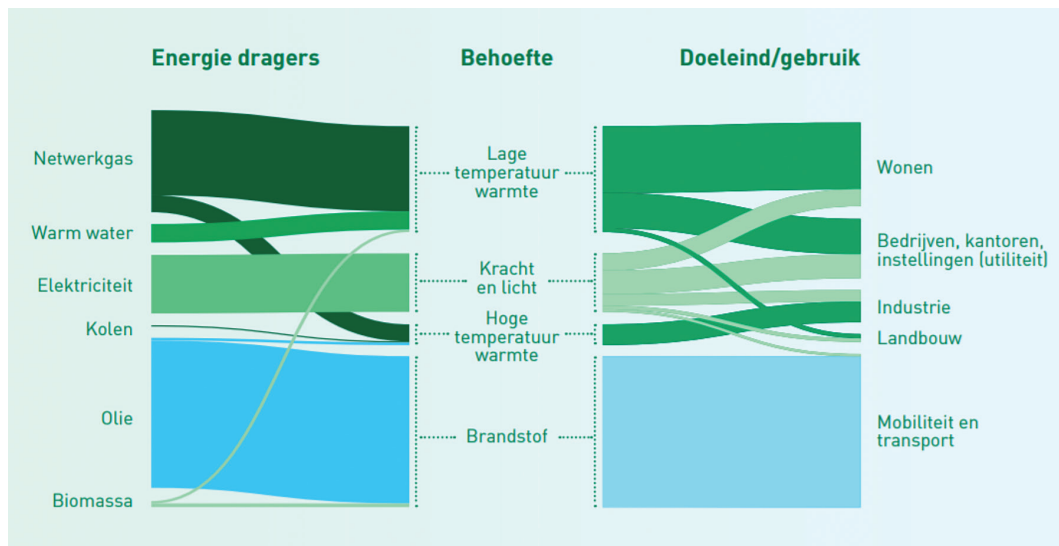 Energie dragers
Behoefte
Doeleind/gebruik
Netwerkgas
Warm water
Elektriciteit
Kolen
Olie
Biomassa
Lage
temperatuur
warmte
Kracht
en licht
Hoge
temperatuur
warmte
Brandstof
Wonen
Bedrijven, kantoren,
instellingen (utiliteit)
Industrie
Landbouw
Mobiliteit en
transport